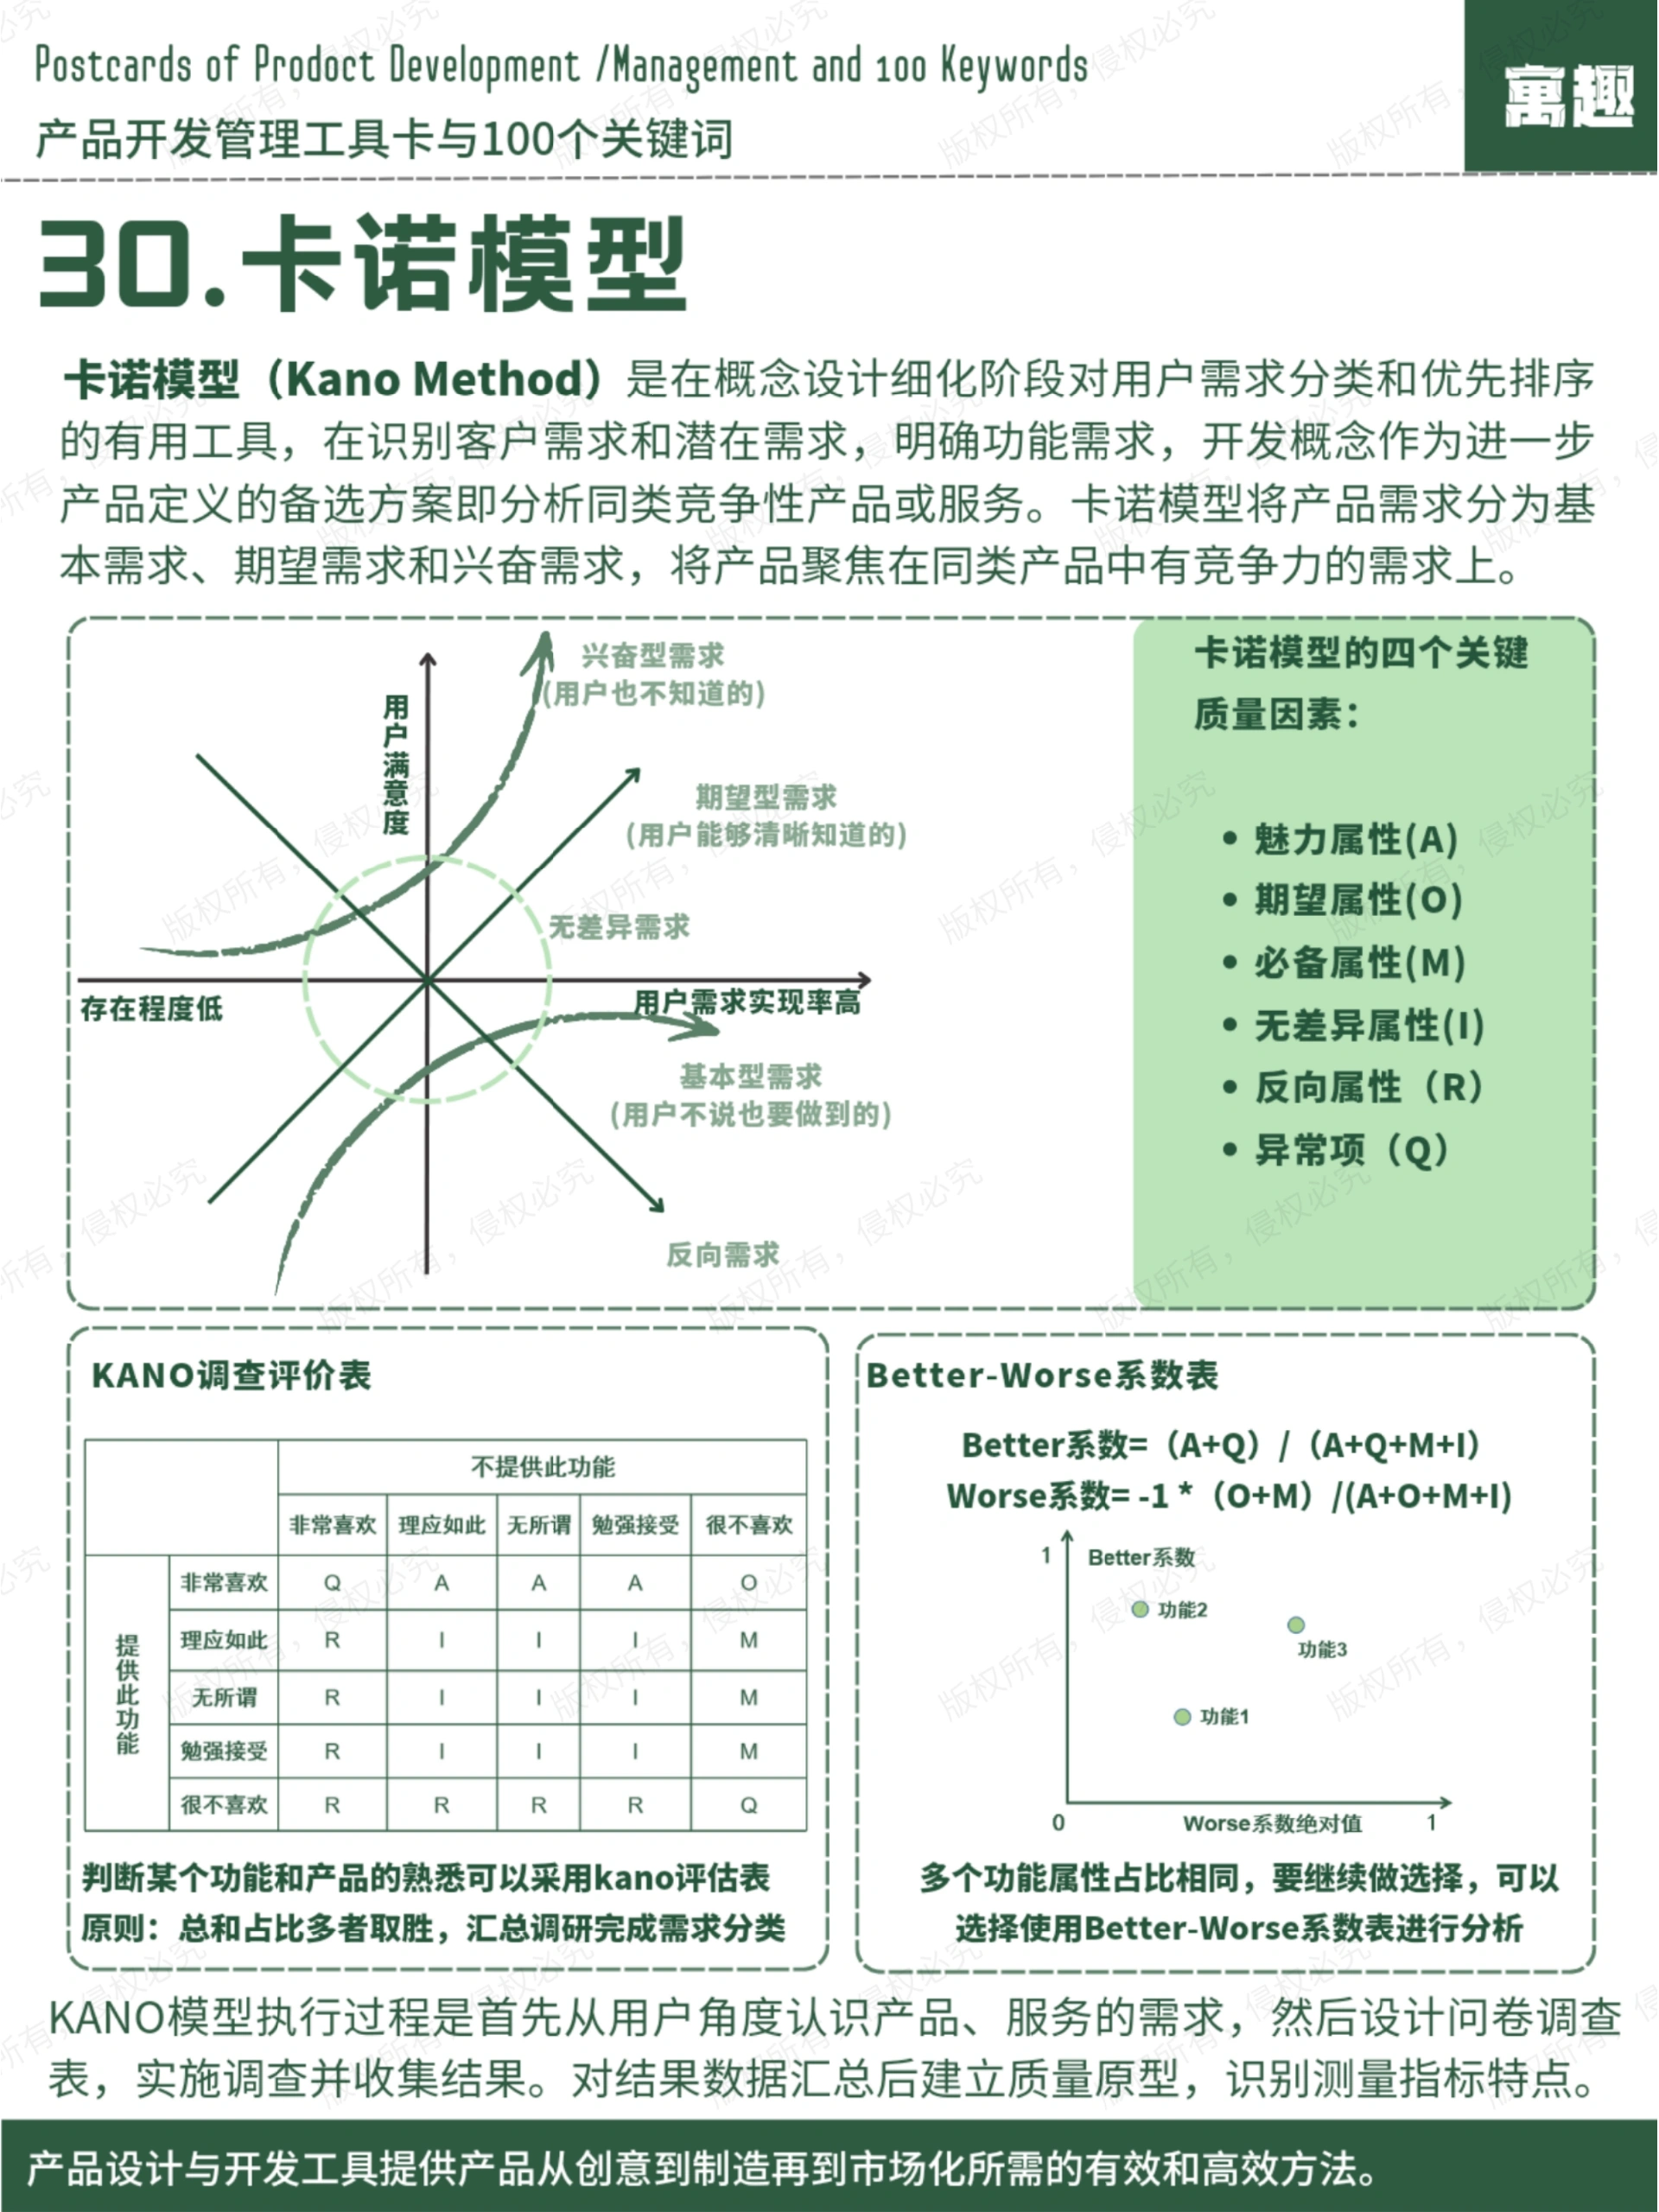 Postcards of Prodoct Development /Management and 100 Keywords
寓趣
产品开发管理工具卡与100个关键词
30.卡诺模型
卡诺模型（Kano Method）是在概念设计细化阶段对用户需求分类和优先排序
的有用工具，在识别客户需求和潜在需求，明确功能需求，开发概念作为进一步
产品定义的备选方案即分析同类竞争性产品或服务。卡诺模型将产品需求分为基
本需求、期望需求和兴奋需求，将产品聚焦在同类产品中有竞争力的需求上。
用户满意度
兴奋型需求
(用户也不知道的)
期望型需求
(用户能够清晰知道的)
无差异需求
存在程度低
用户需求实现率高
基本型需求
(用户不说也要做到的)
反向需求
卡诺模型的四个关键
质量因素：
• 魅力属性(A)
• 期望属性(O)
• 必备属性(M)
• 无差异属性(I)
• 反向属性（R）
• 异常项（Q）
KANO调查评价表
不提供此功能
非常喜欢 理应如此 无所谓 勉强接受 很不喜欢
提供此功能
非常喜欢 Q A A A O
理应如此 R I I I M
无所谓 R I I I M
勉强接受 R I I I M
很不喜欢 R R R R Q
判断某个功能和产品的熟悉可以采用kano评估表
原则：总和占比多者取胜，汇总调研完成需求分类
Better-Worse系数表
Better系数=（A+Q）/（A+Q+M+I）
Worse系数= -1 *（O+M）/(A+O+M+I)
1 Better系数
功能2
功能3
功能1
0 Worse系数绝对值 1
多个功能属性占比相同，要继续做选择，可以
选择使用Better-Worse系数表进行分析
KANO模型执行过程是首先从用户角度认识产品、服务的需求，然后设计问卷调查
表，实施调查并收集结果。对结果数据汇总后建立质量原型，识别测量指标特点。
产品设计与开发工具提供产品从创意到制造再到市场化所需的有效和高效方法。
版权所有，侵权必究